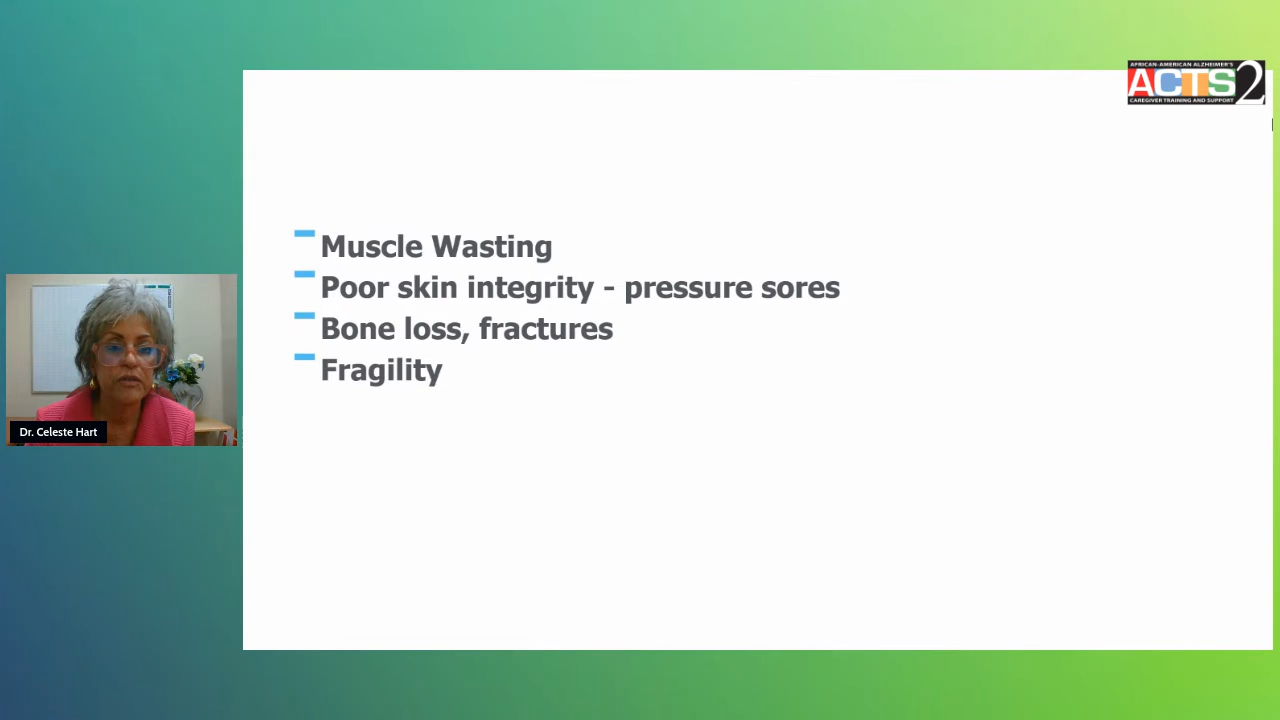 AFRICAN-AMERICAN ALZHEIMER'S
ACTS2
CAREGIVER TRAINING AND SUPPORT
Muscle Wasting
Poor skin integrity - pressure sores
Bone loss, fractures
Fragility
Dr. Celeste Hart